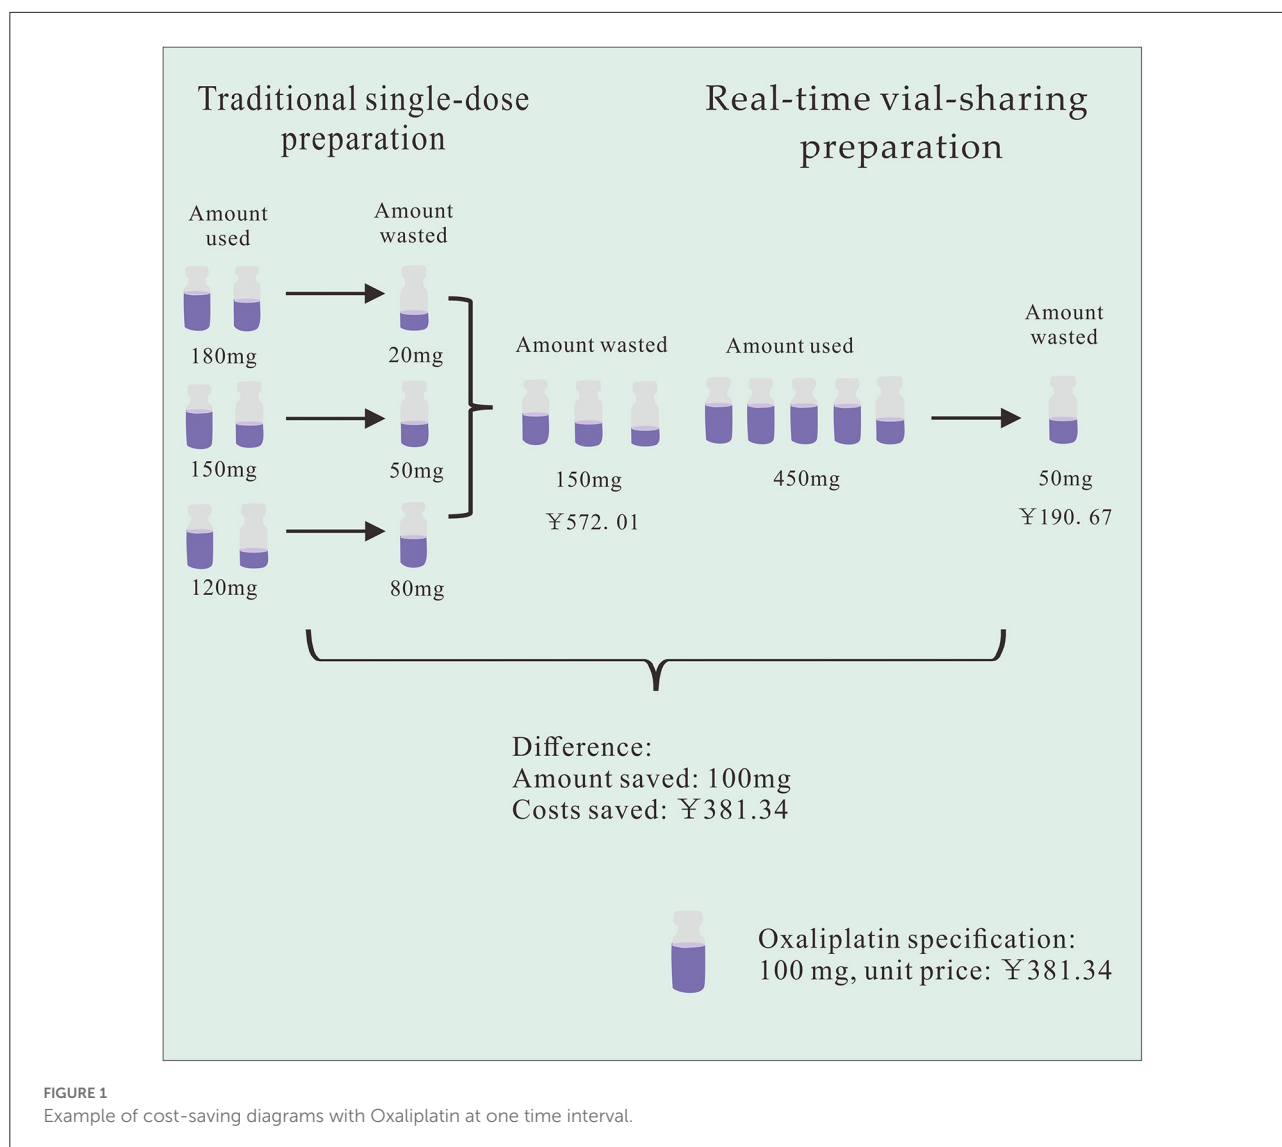 Traditional single-dose
preparation
Real-time vial-sharing
preparation
Amount
used
Amount
wasted
180mg
20mg
150mg
50mg
120mg
80mg
Amount wasted
150mg
¥572. 01
Amount used
450mg
Amount
wasted
50mg
¥190. 67
Difference:
Amount saved: 100mg
Costs saved: ¥381.34
Oxaliplatin specification:
100 mg, unit price: ¥381.34
FIGURE 1
Example of cost-saving diagrams with Oxaliplatin at one time interval.